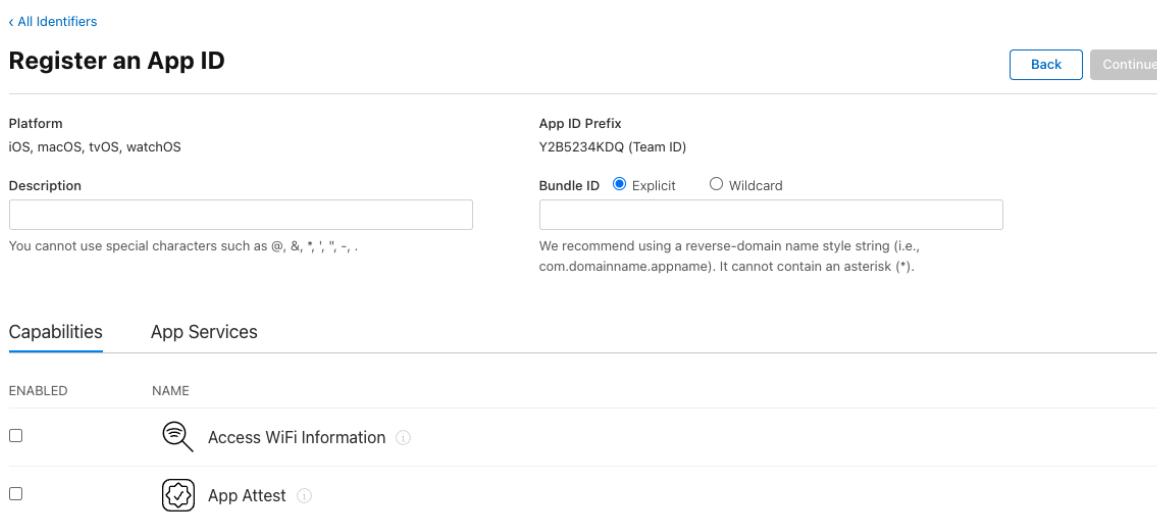 ‹ All Identifiers
Register an App ID
Back
Continue
Platform
iOS, macOS, tvOS, watchOS
App ID Prefix
Y2B5234KDQ (Team ID)
Description
You cannot use special characters such as @, &, *, ', ", -, .
Bundle ID Explicit Wildcard
We recommend using a reverse-domain name style string (i.e.,
com.domainname.appname). It cannot contain an asterisk (*).
Capabilities App Services
ENABLED NAME
Access WiFi Information
App Attest